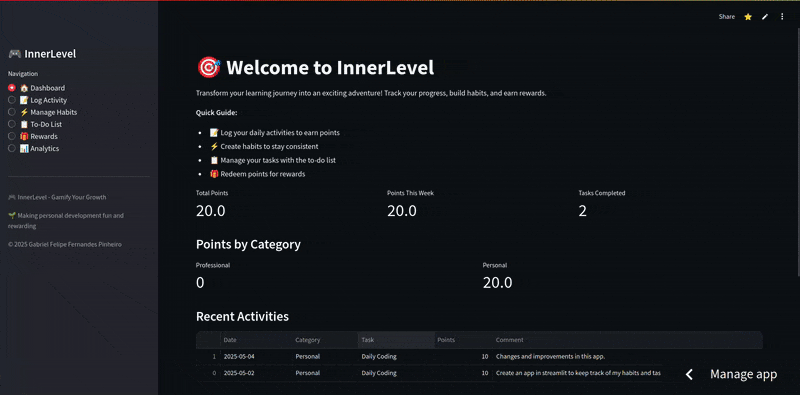 Share
InnerLevel
Navigation
Dashboard
Log Activity
Manage Habits
To-Do List
Rewards
Analytics
InnerLevel - Gamify Your Growth
Making personal development fun and
rewarding
© 2025 Gabriel Felipe Fernandes Pinheiro
Welcome to InnerLevel
Transform your learning journey into an exciting adventure! Track your progress, build habits, and earn rewards.
Quick Guide:
Log your daily activities to earn points
Create habits to stay consistent
Manage your tasks with the to-do list
Redeem points for rewards
Total Points Points This Week Tasks Completed
20.0 20.0 2
Points by Category
Professional Personal
0 20.0
Recent Activities
Date Category Task Points Comment
1 2025-05-04 Personal Daily Coding 10 Changes and improvements in this app.
0 2025-05-02 Personal Daily Coding 10 Create an app in streamlit to keep track of my habits and tas
Manage app